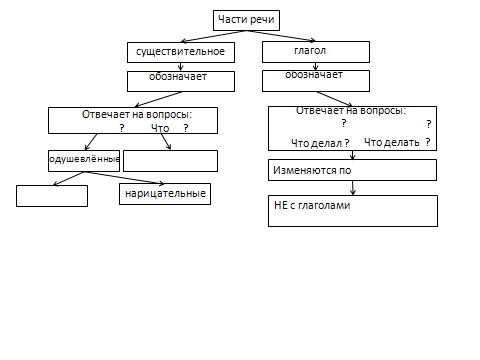 Части речи
существительное
глагол
обозначает
обозначает
Отвечает на вопросы:
? Что ?
Отвечает на вопросы:
? ?
Что делал ? Что делать ?
одушевлённые
Изменяются по
нарицательные
НЕ с глаголами